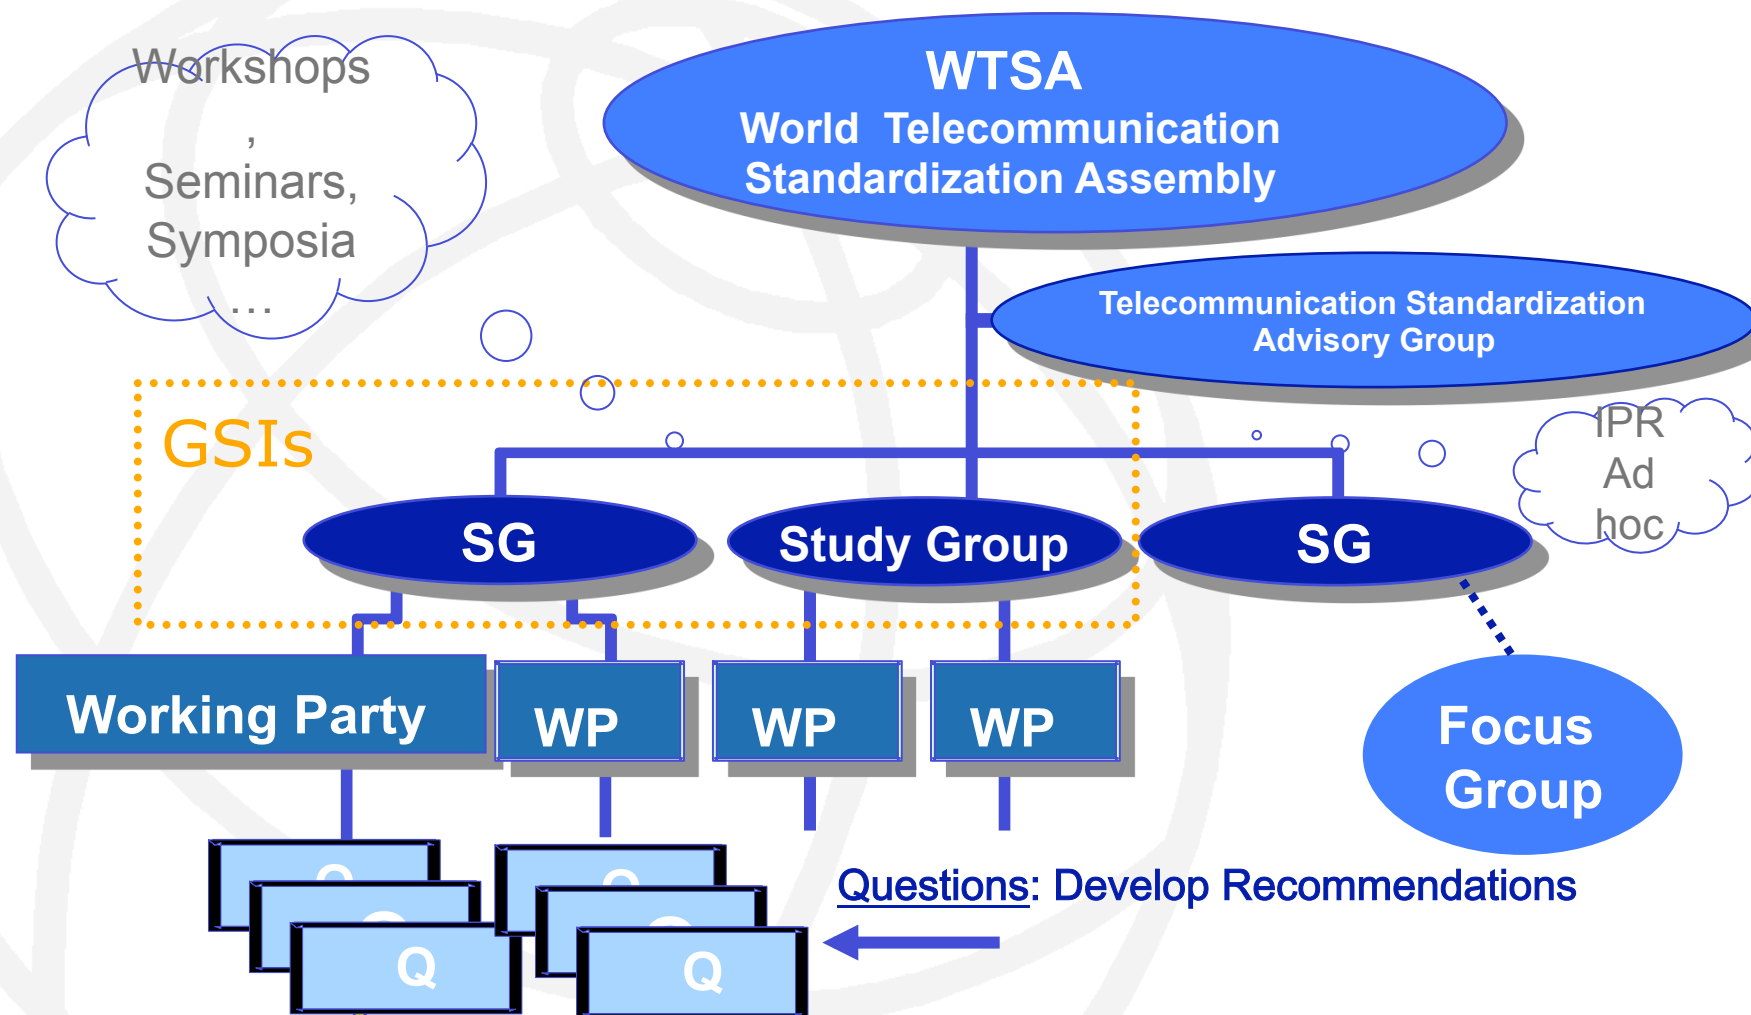 Workshops
,
Seminars,
Symposia
...
WTSA
World Telecommunication
Standardization Assembly
Telecommunication Standardization
Advisory Group
IPR
Ad
hoc
GSIs
SG
Study Group
SG
Working Party
WP
WP
WP
Focus
Group
Questions: Develop Recommendations
Q
Q
Q
Q
Q
Q